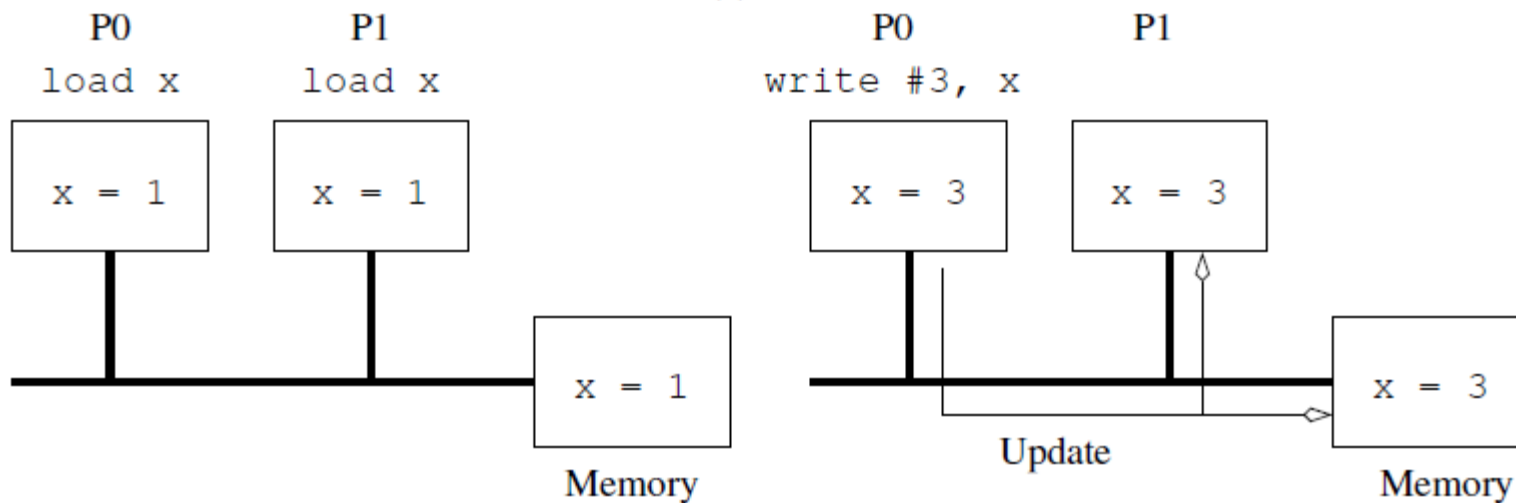 P0 P1 P0 P1
load x load x write #3, x
x = 1 x = 1 x = 3 x = 3
x = 1 x = 3
Update
Memory Memory